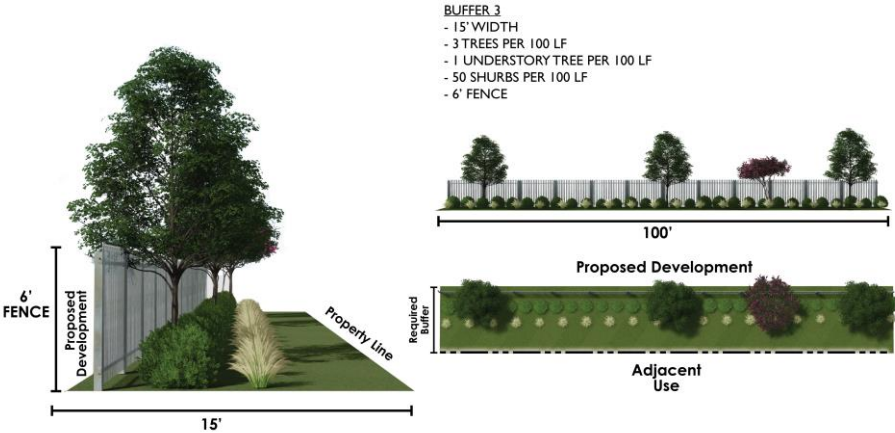 BUFFER 3
- 15' WIDTH
- 3 TREES PER 100 LF
- 1 UNDERSTORY TREE PER 100 LF
- 50 SHURBS PER 100 LF
- 6' FENCE
6'
FENCE
Proposed
Development
Property Line
15'
100'
Proposed Development
Required
Buffer
Adjacent
Use